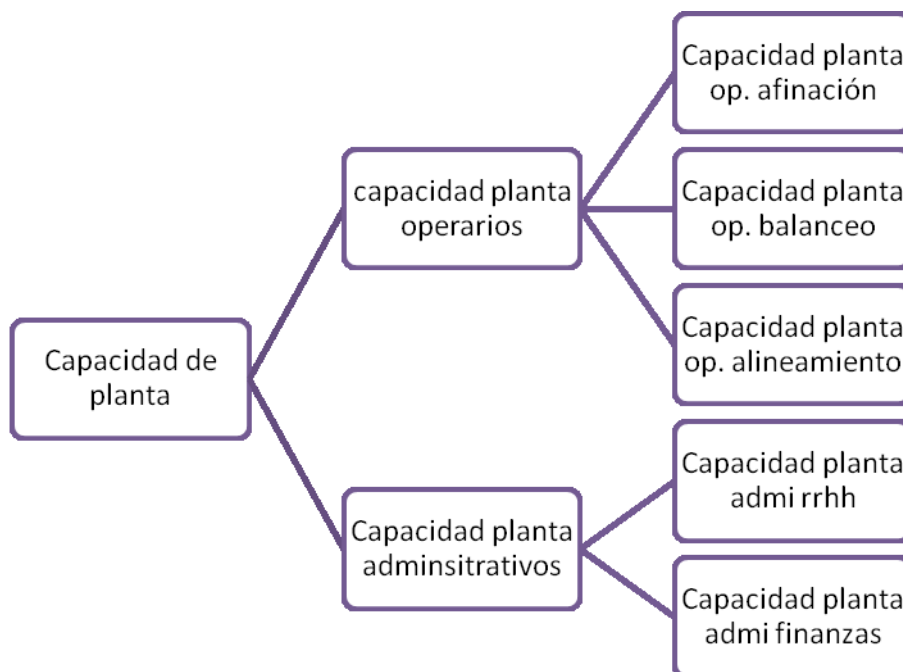 Capacidad de
planta
capacidad planta
operarios
Capacidad planta
adminsitrativos
Capacidad planta
op. afinación
Capacidad planta
op. balanceo
Capacidad planta
op. alineamiento
Capacidad planta
admi rrhh
Capacidad planta
admi finanzas